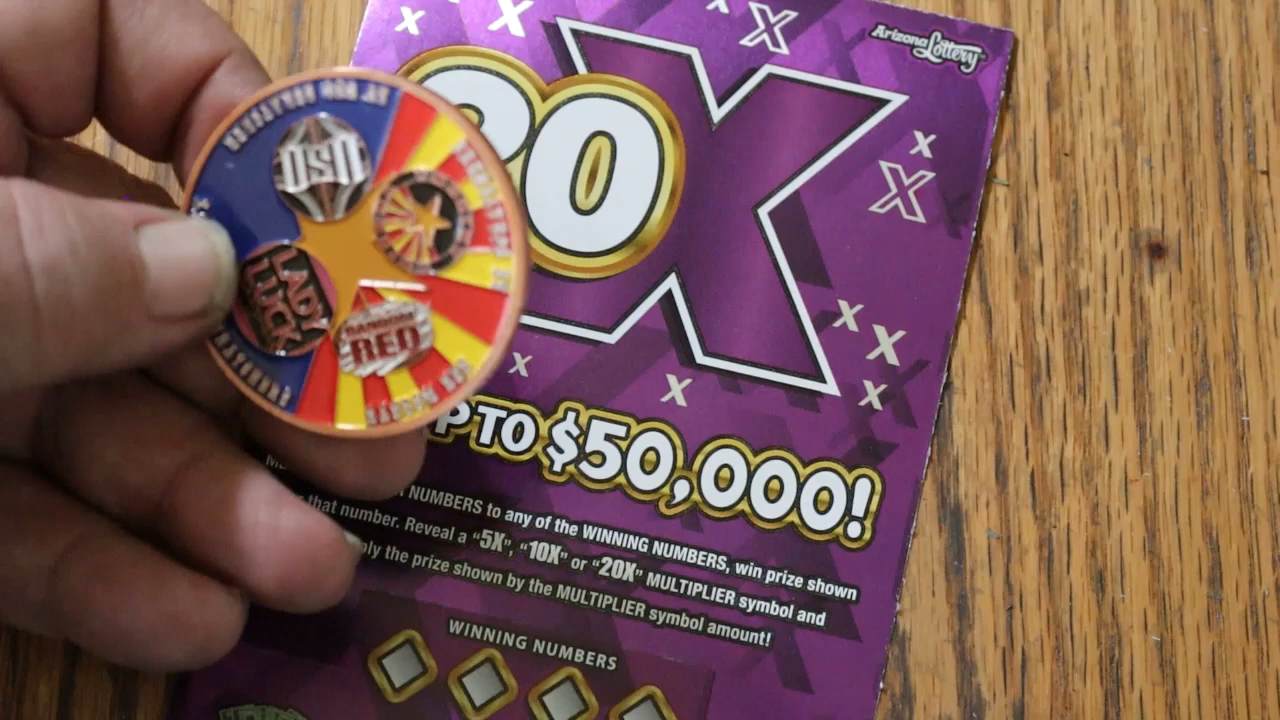 Arizona Lottery
20X
UP TO $50,000!
NUMBERS to any of the WINNING NUMBERS, win prize shown
that number. Reveal a “5X”, “10X” or “20X” MULTIPLIER symbol and
the prize shown by the MULTIPLIER symbol amount!
WINNING NUMBERS
DSD
LADY
LUCK
RANDOM
RED